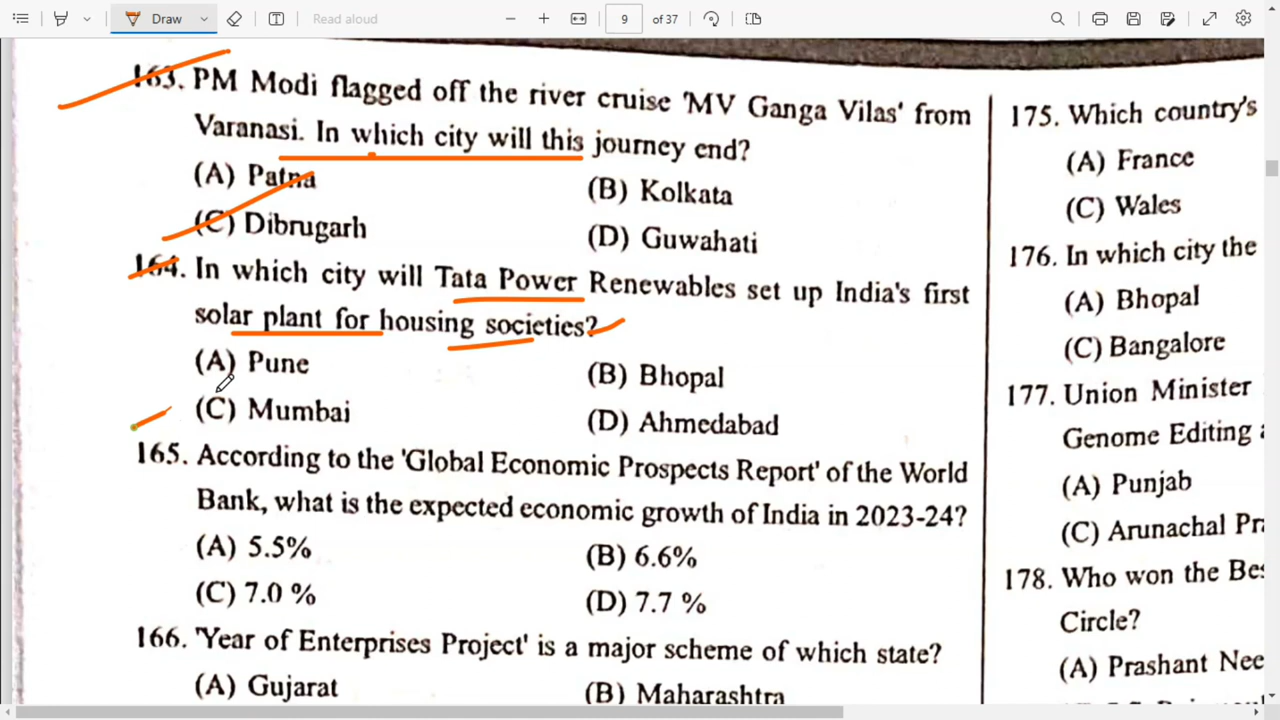 Draw
Read aloud
9 of 37
163. PM Modi flagged off the river cruise 'MV Ganga Vilas' from
Varanasi. In which city will this journey end?
(A) Patna (B) Kolkata
(C) Dibrugarh (D) Guwahati
164. In which city will Tata Power Renewables set up India's first
solar plant for housing societies?
(A) Pune (B) Bhopal
(C) Mumbai (D) Ahmedabad
165. According to the 'Global Economic Prospects Report' of the World
Bank, what is the expected economic growth of India in 2023-24?
(A) 5.5% (B) 6.6%
(C) 7.0 % (D) 7.7 %
166. 'Year of Enterprises Project' is a major scheme of which state?
(A) Gujarat (B) Maharashtra
175. Which country's
(A) France
(C) Wales
176. In which city the
(A) Bhopal
(C) Bangalore
177. Union Minister
Genome Editing
(A) Punjab
(C) Arunachal
178. Who won the
Circle?
(A) Prashant